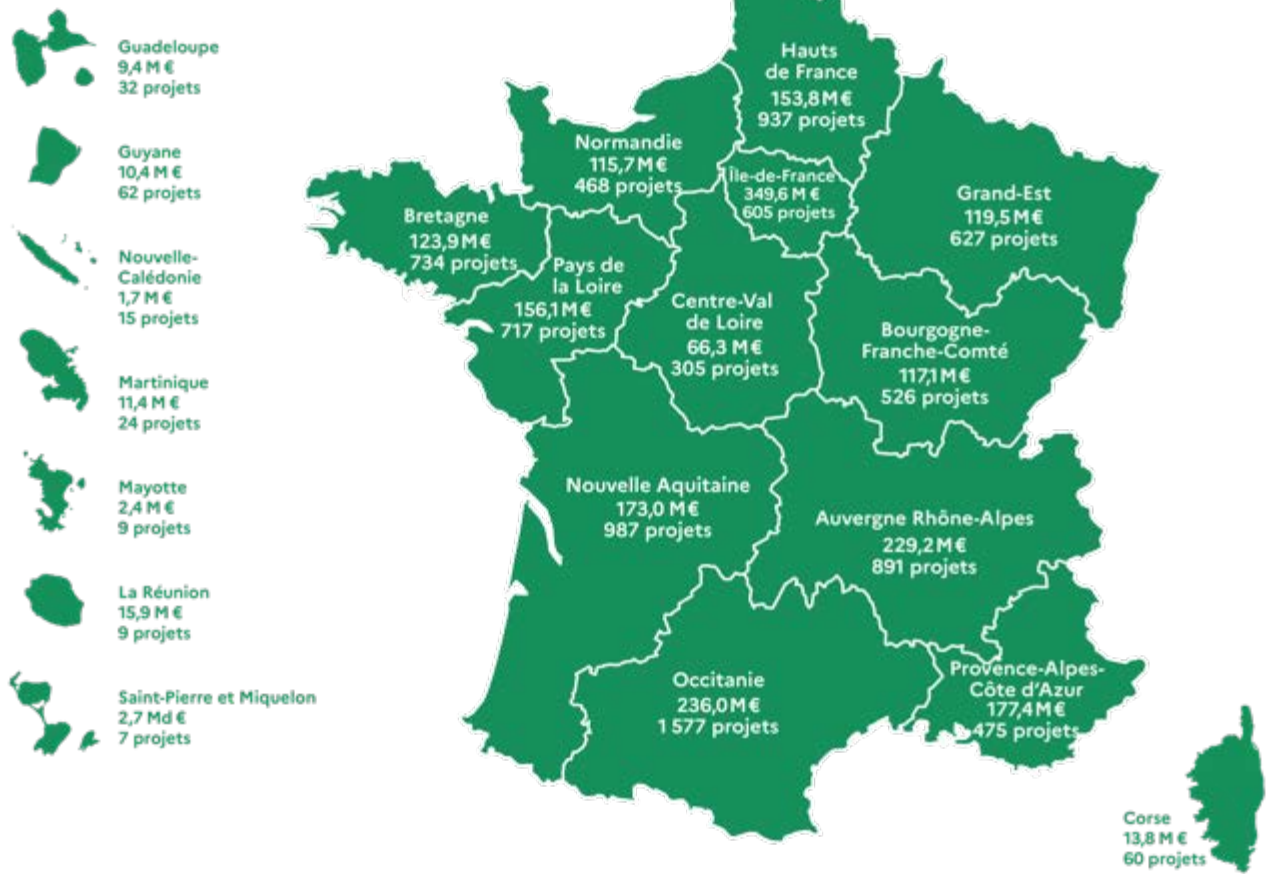 Guadeloupe
9,4 M €
32 projets
Guyane
10,4 M €
62 projets
Nouvelle-
Calédonie
1,7 M €
15 projets
Martinique
11,4 M €
24 projets
Mayotte
2,4 M €
9 projets
La Réunion
15,9 M €
9 projets
Saint-Pierre et Miquelon
2,7 Md €
7 projets
Hauts
de France
153,8 M €
937 projets
Normandie
115,7 M €
468 projets
Île-de-France
349,6 M €
605 projets
Grand-Est
119,5 M €
627 projets
Bretagne
123,9 M €
734 projets
Pays de
la Loire
156,1 M €
717 projets
Centre-Val
de Loire
66,3 M €
305 projets
Bourgogne-
Franche-Comté
117,1 M €
526 projets
Nouvelle Aquitaine
173,0 M €
987 projets
Auvergne Rhône-Alpes
229,2 M €
891 projets
Occitanie
236,0 M €
1 577 projets
Provence-Alpes-
Côte d'Azur
177,4 M €
475 projets
Corse
13,8 M €
60 projets